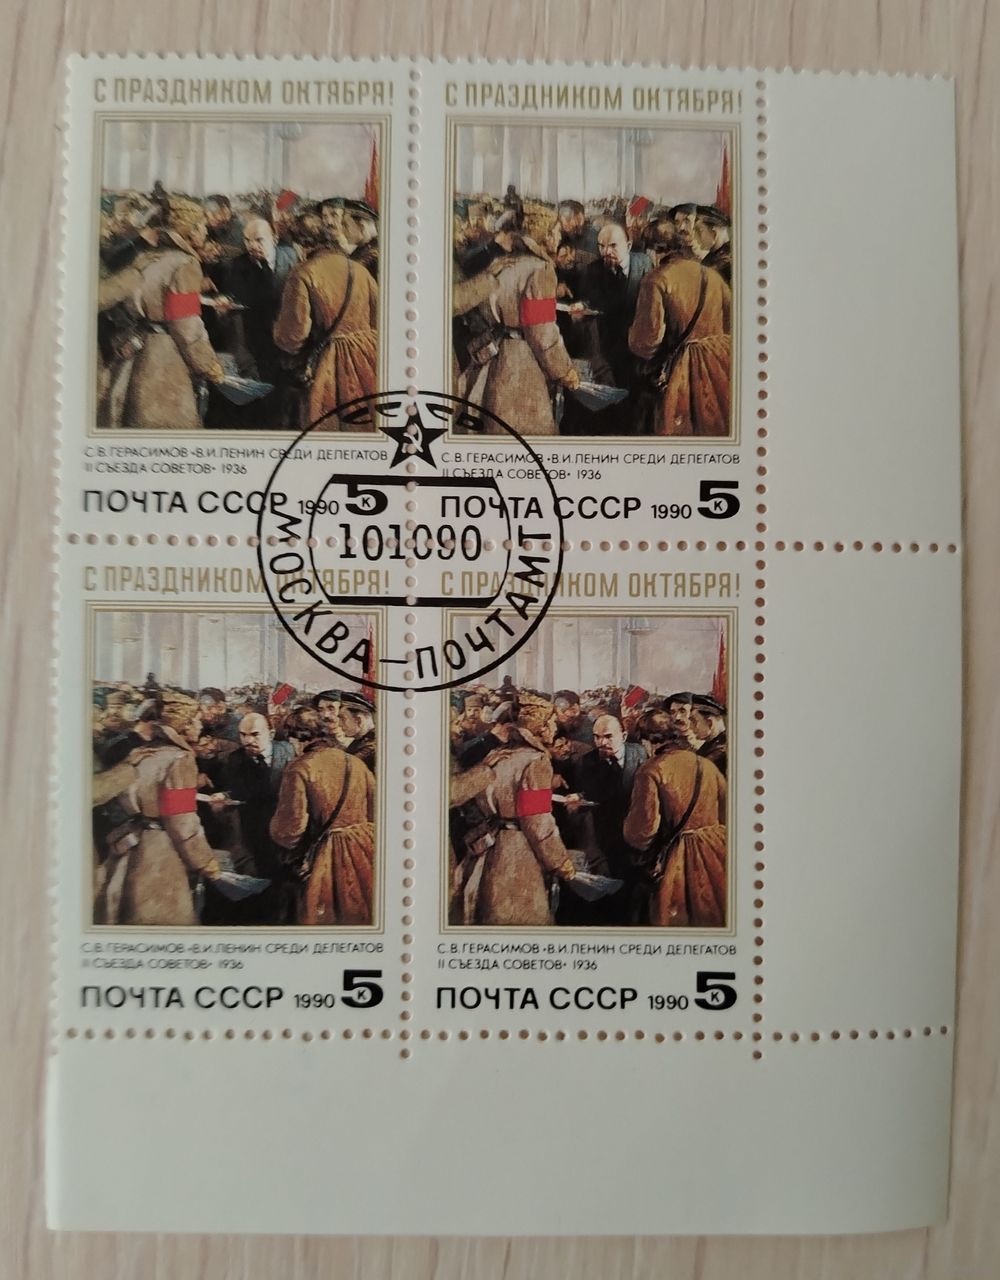 С ПРАЗДНИКОМ ОКТЯБРЯ!
С.В.ГЕРАСИМОВ «В.И.ЛЕНИН СРЕДИ ДЕЛЕГАТОВ
II СЪЕЗДА СОВЕТОВ» 1936
ПОЧТА СССР 1990 5 К
С ПРАЗДНИКОМ ОКТЯБРЯ!
С.В.ГЕРАСИМОВ «В.И.ЛЕНИН СРЕДИ ДЕЛЕГАТОВ
II СЪЕЗДА СОВЕТОВ» 1936
ПОЧТА СССР 1990 5 К
СССР
101090
МОСКВА—ПОЧТАМТ
С ПРАЗДНИКОМ ОКТЯБРЯ!
С.В.ГЕРАСИМОВ «В.И.ЛЕНИН СРЕДИ ДЕЛЕГАТОВ
II СЪЕЗДА СОВЕТОВ» 1936
ПОЧТА СССР 1990 5 К
С ПРАЗДНИКОМ ОКТЯБРЯ!
С.В.ГЕРАСИМОВ «В.И.ЛЕНИН СРЕДИ ДЕЛЕГАТОВ
II СЪЕЗДА СОВЕТОВ» 1936
ПОЧТА СССР 1990 5 К